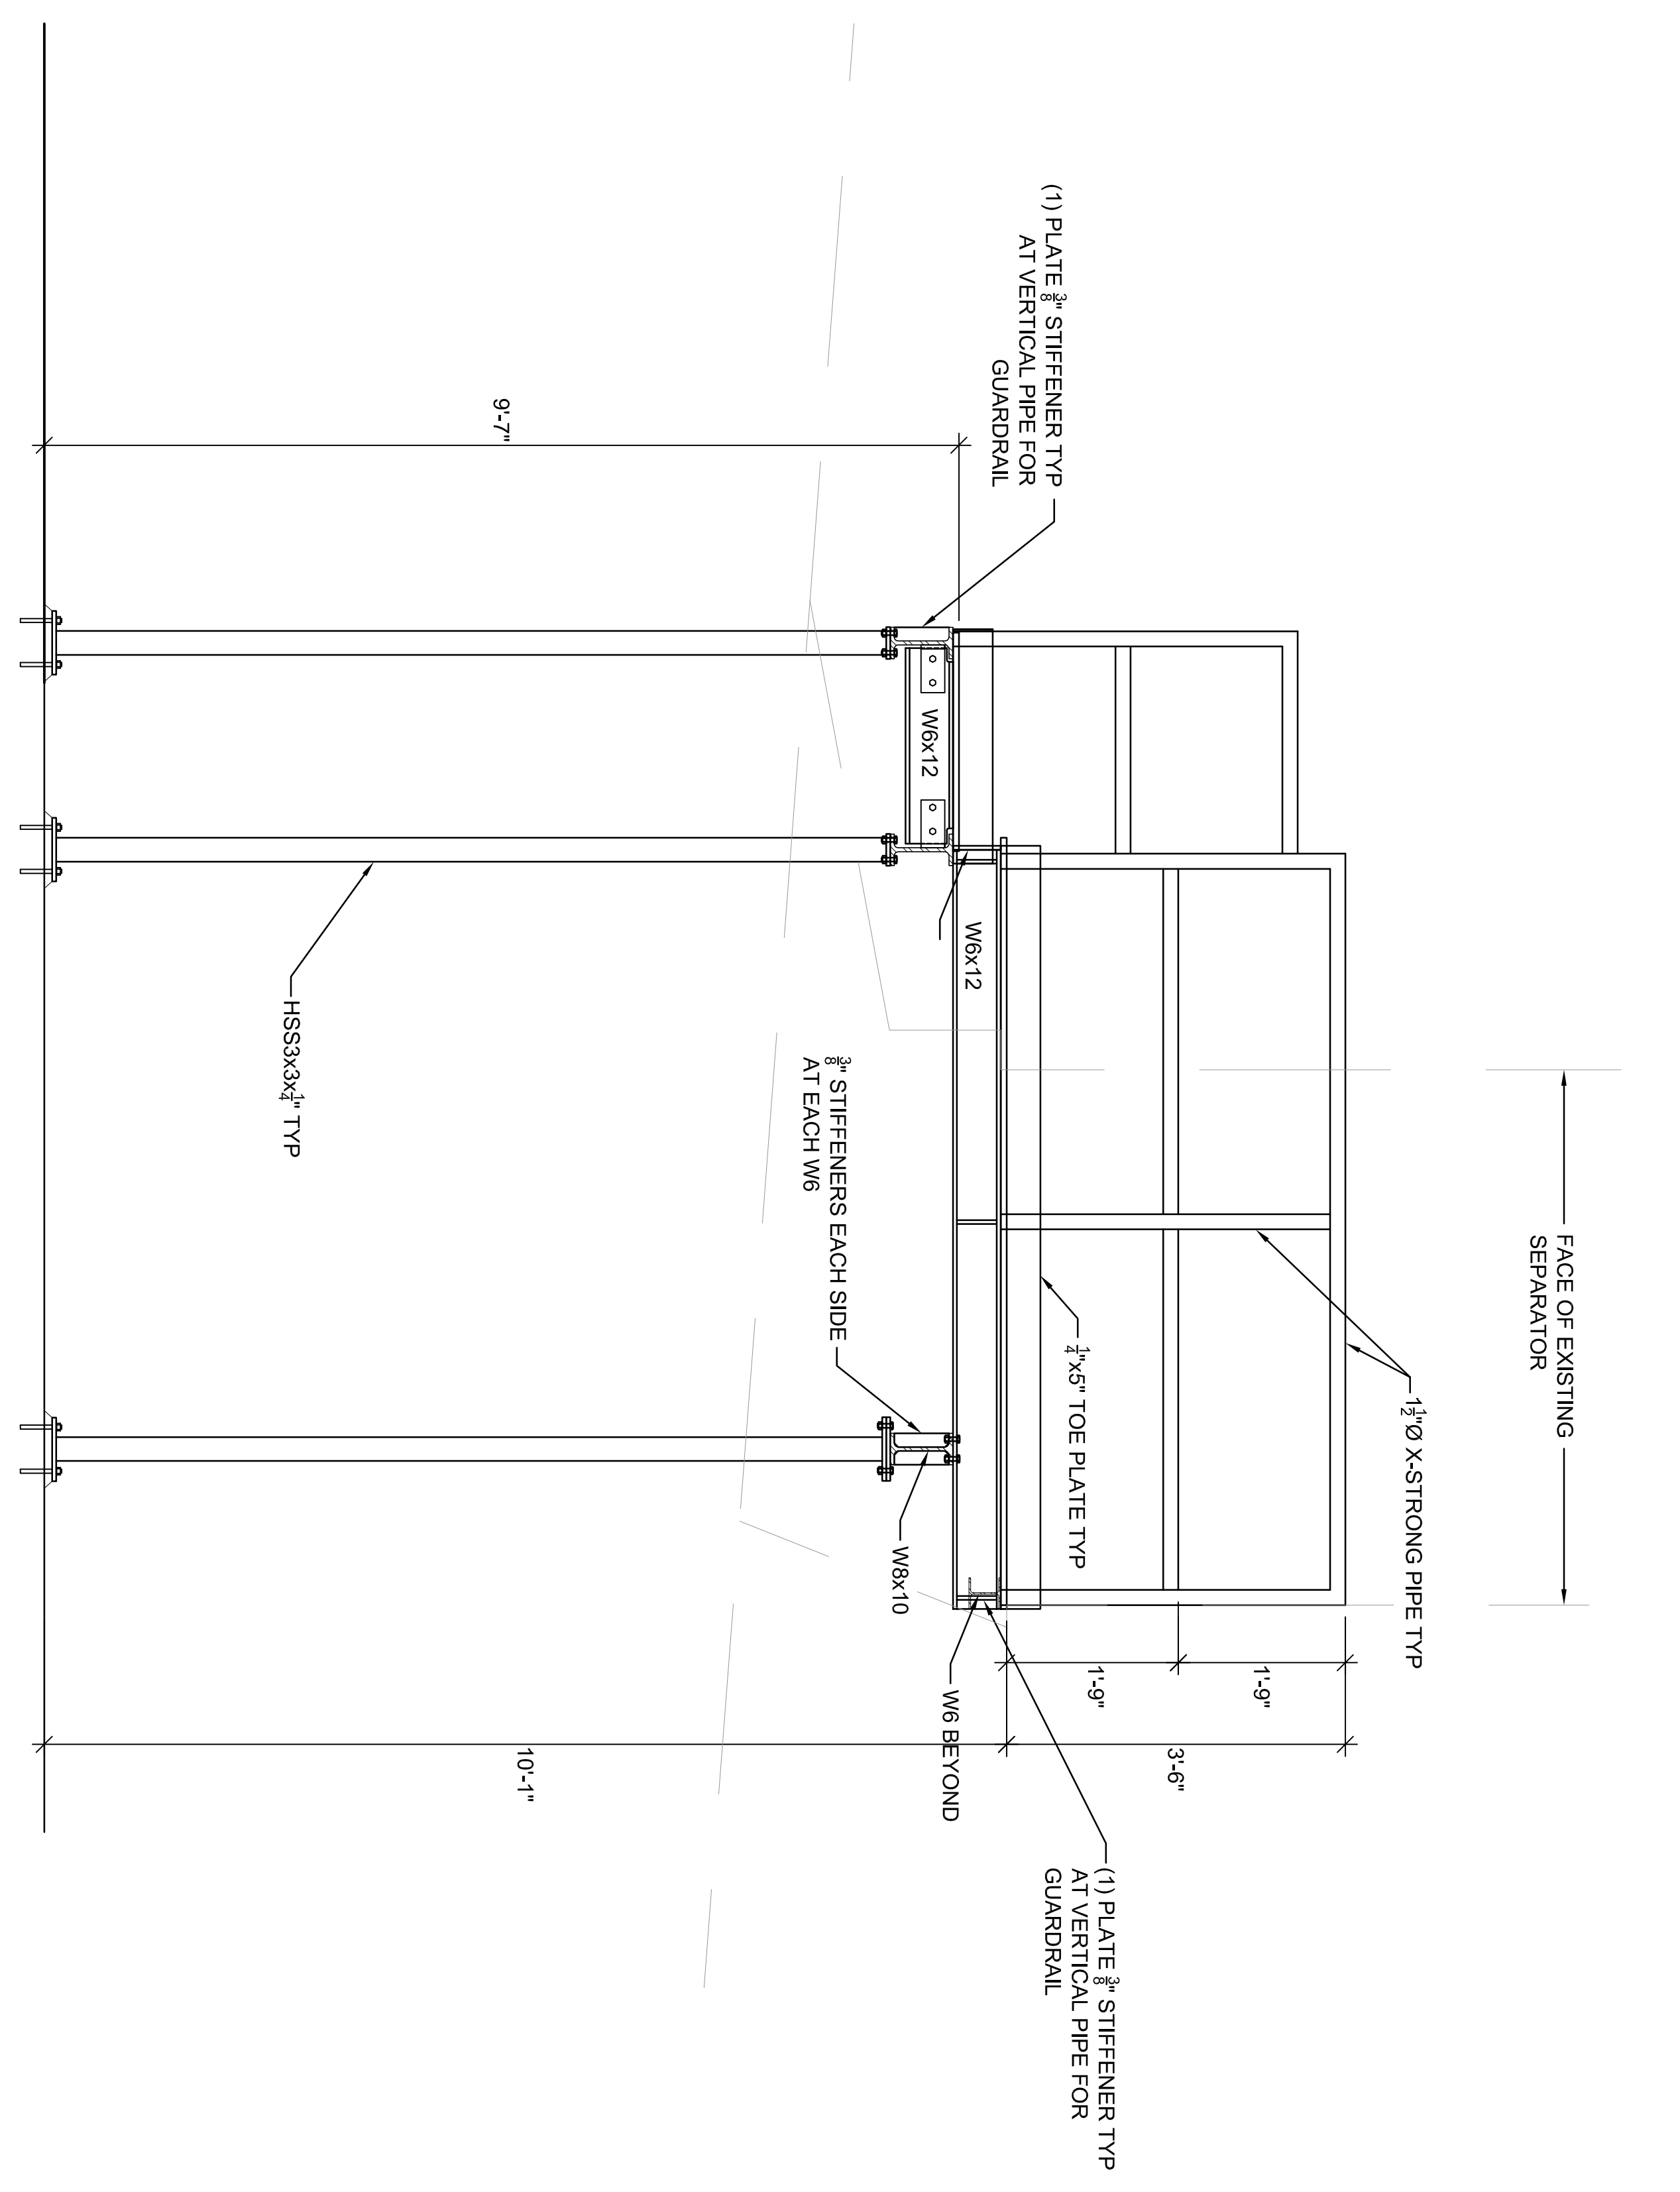 FACE OF EXISTING
SEPARATOR
1 1/2"Ø X-STRONG PIPE TYP
1'-9"
1'-9"
3'-6"
(1) PLATE 3/8" STIFFENER TYP
AT VERTICAL PIPE FOR
GUARDRAIL
1/4"x5" TOE PLATE TYP
(1) PLATE 3/8" STIFFENER TYP
AT VERTICAL PIPE FOR
GUARDRAIL
W6x12
W6x12
W6 BEYOND
W8x10
3/8" STIFFENERS EACH SIDE
AT EACH W6
9'-7"
10'-1"
HSS3x3x1/4" TYP